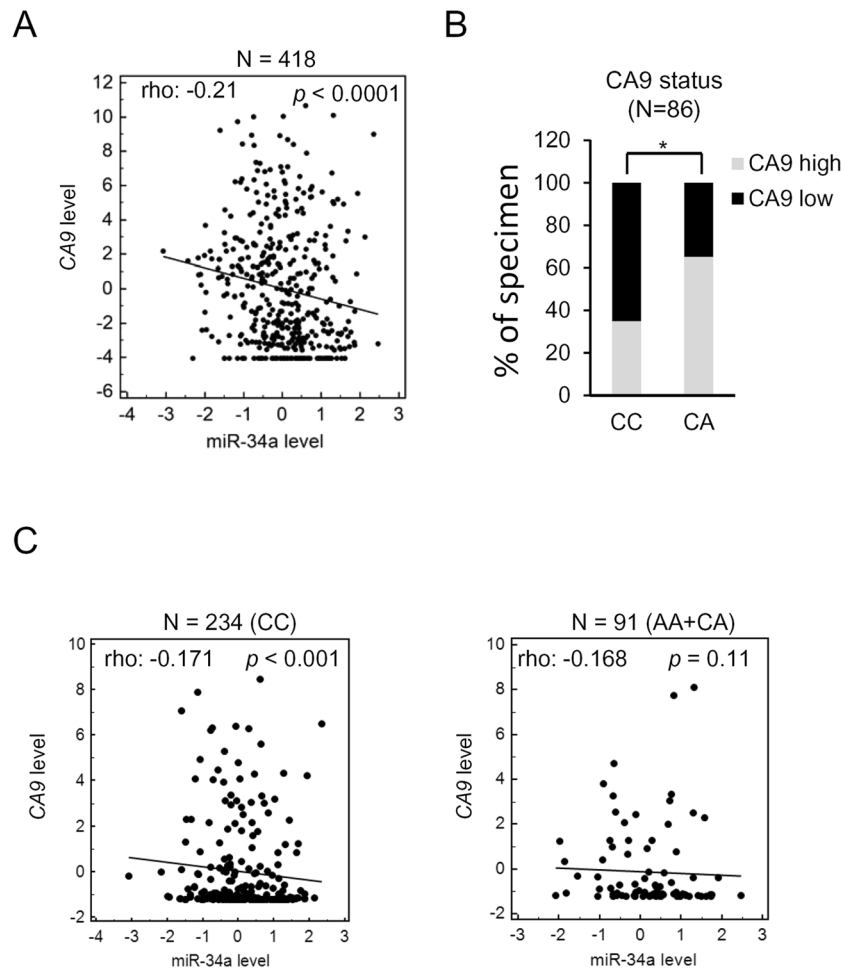 A
N = 418
rho: -0.21
p < 0.0001
12
10
8
6
4
2
0
-2
-4
-6
CA9 level
-4 -3 -2 -1 0 1 2 3
miR-34a level
B
CA9 status
(N=86)
120
100
80
60
40
20
0
% of specimen
*
CA9 high
CA9 low
CC CA
C
N = 234 (CC)
rho: -0.171
p < 0.001
10
8
6
4
2
0
-2
CA9 level
-4 -3 -2 -1 0 1 2 3
miR-34a level
N = 91 (AA+CA)
rho: -0.168
p = 0.11
10
8
6
4
2
0
-2
CA9 level
-3 -2 -1 0 1 2 3
miR-34a level